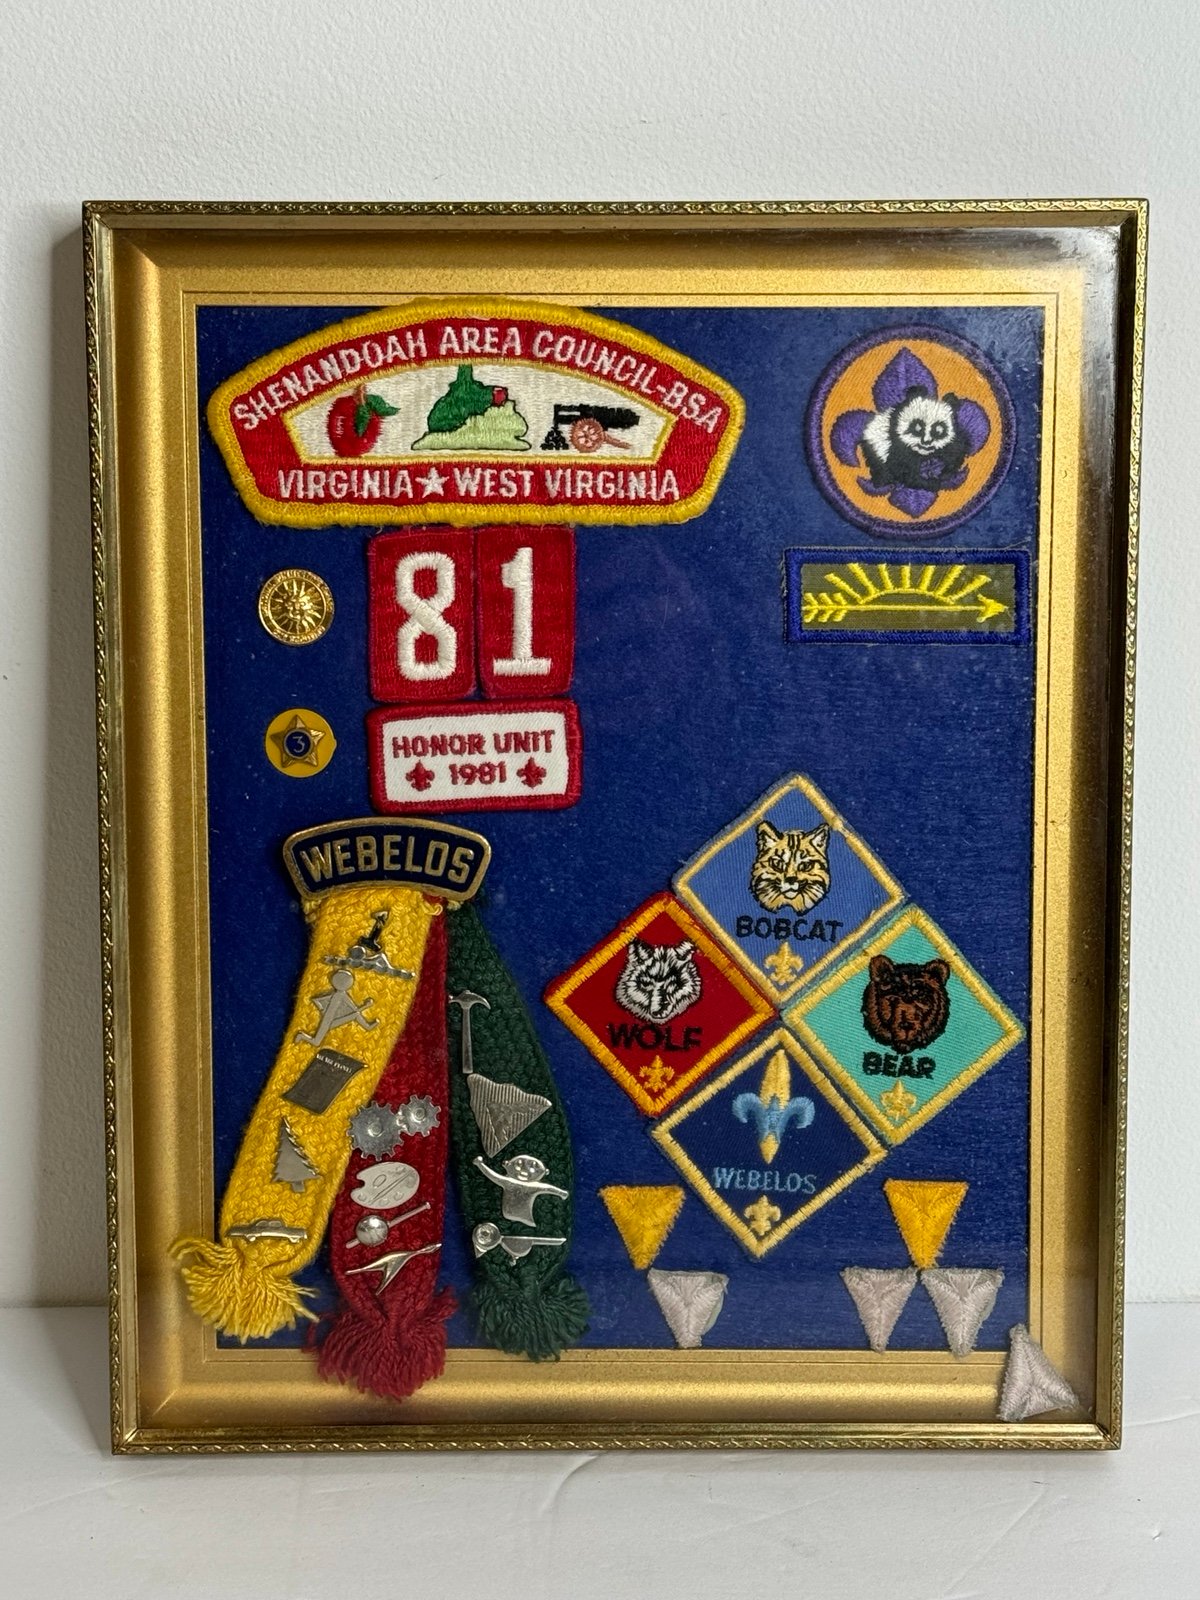 SHENANDOAH AREA COUNCIL-BSA
VIRGINIA★WEST VIRGINIA
81
HONOR UNIT
1981
3
WEBELOS
BOBCAT
WOLF
BEAR
WEBELOS